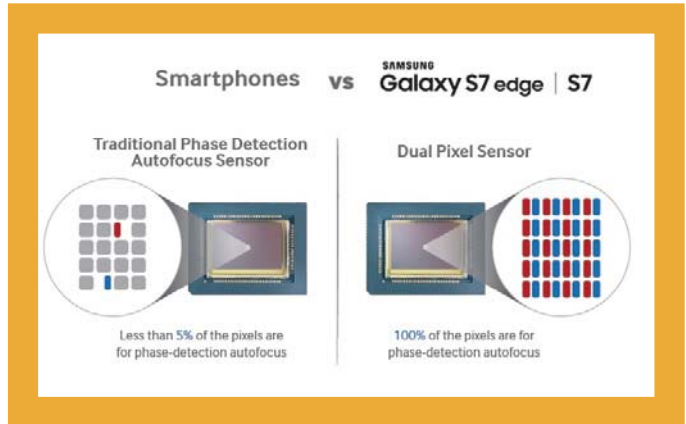 Smartphones vs SAMSUNG Galaxy S7 edge | S7
Traditional Phase Detection
Autofocus Sensor
Less than 5% of the pixels are
for phase-detection autofocus
Dual Pixel Sensor
100% of the pixels are for
phase-detection autofocus